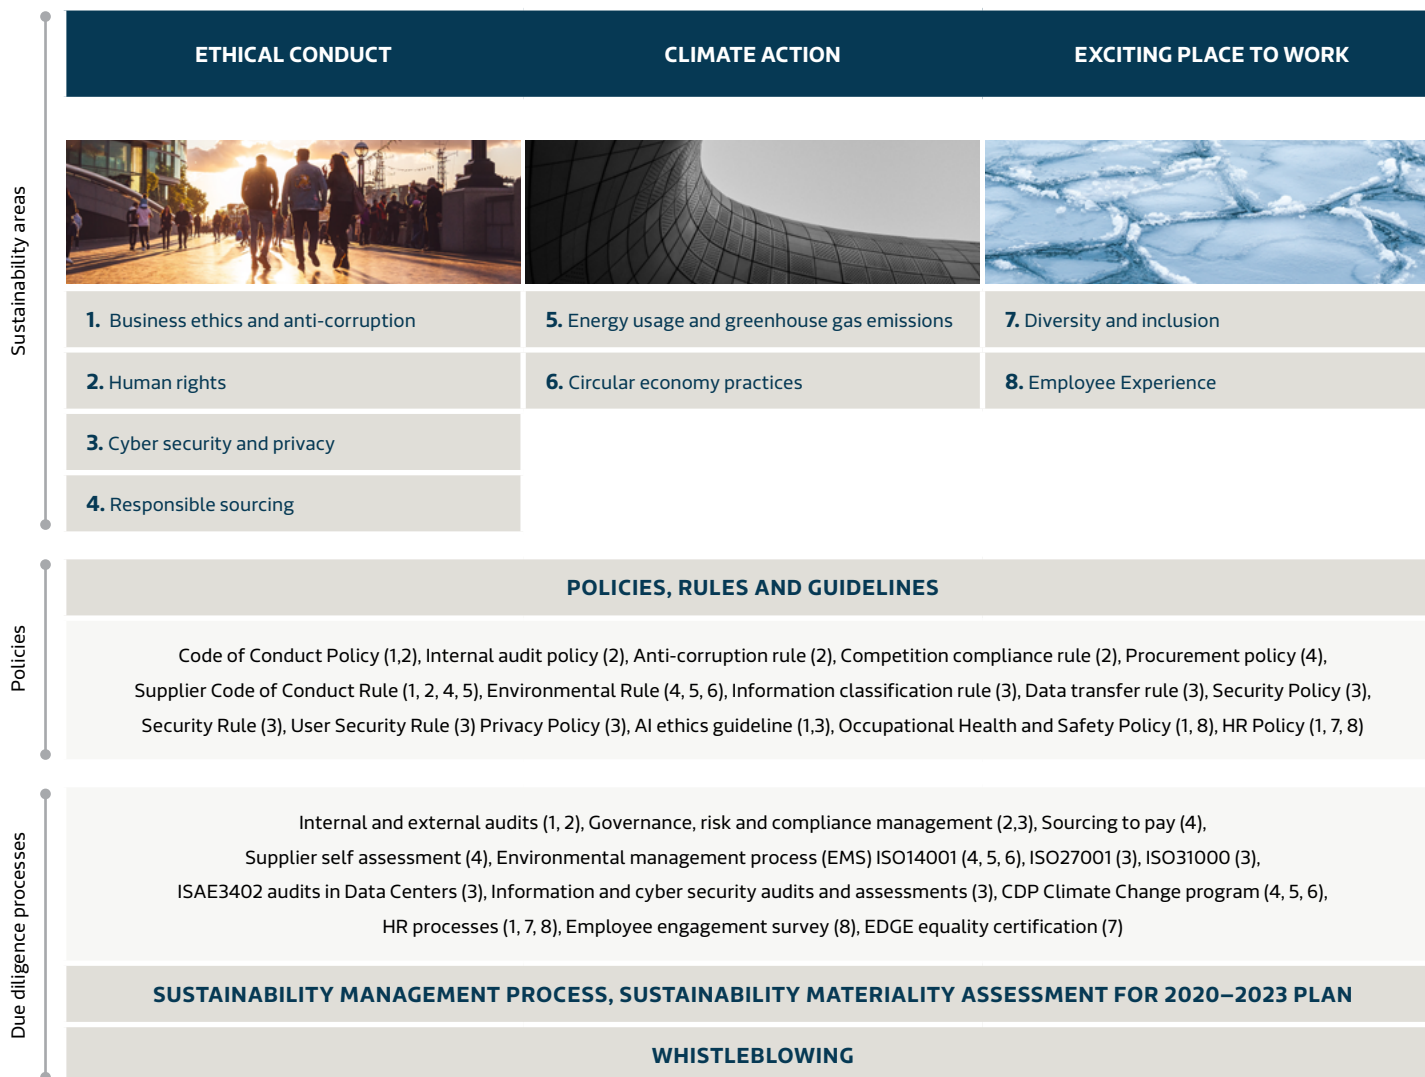 ETHICAL CONDUCT
CLIMATE ACTION
EXCITING PLACE TO WORK
Sustainability areas
1. Business ethics and anti-corruption
2. Human rights
3. Cyber security and privacy
4. Responsible sourcing
5. Energy usage and greenhouse gas emissions
6. Circular economy practices
7. Diversity and inclusion
8. Employee Experience
Policies
POLICIES, RULES AND GUIDELINES
Code of Conduct Policy (1,2), Internal audit policy (2), Anti-corruption rule (2), Competition compliance rule (2), Procurement policy (4),
Supplier Code of Conduct Rule (1, 2, 4, 5), Environmental Rule (4, 5, 6), Information classification rule (3), Data transfer rule (3), Security Policy (3),
Security Rule (3), User Security Rule (3) Privacy Policy (3), AI ethics guideline (1,3), Occupational Health and Safety Policy (1, 8), HR Policy (1, 7, 8)
Due diligence processes
Internal and external audits (1, 2), Governance, risk and compliance management (2,3), Sourcing to pay (4),
Supplier self assessment (4), Environmental management process (EMS) ISO14001 (4, 5, 6), ISO27001 (3), ISO31000 (3),
ISAE3402 audits in Data Centers (3), Information and cyber security audits and assessments (3), CDP Climate Change program (4, 5, 6),
HR processes (1, 7, 8), Employee engagement survey (8), EDGE equality certification (7)
SUSTAINABILITY MANAGEMENT PROCESS, SUSTAINABILITY MATERIALITY ASSESSMENT FOR 2020–2023 PLAN
WHISTLEBLOWING